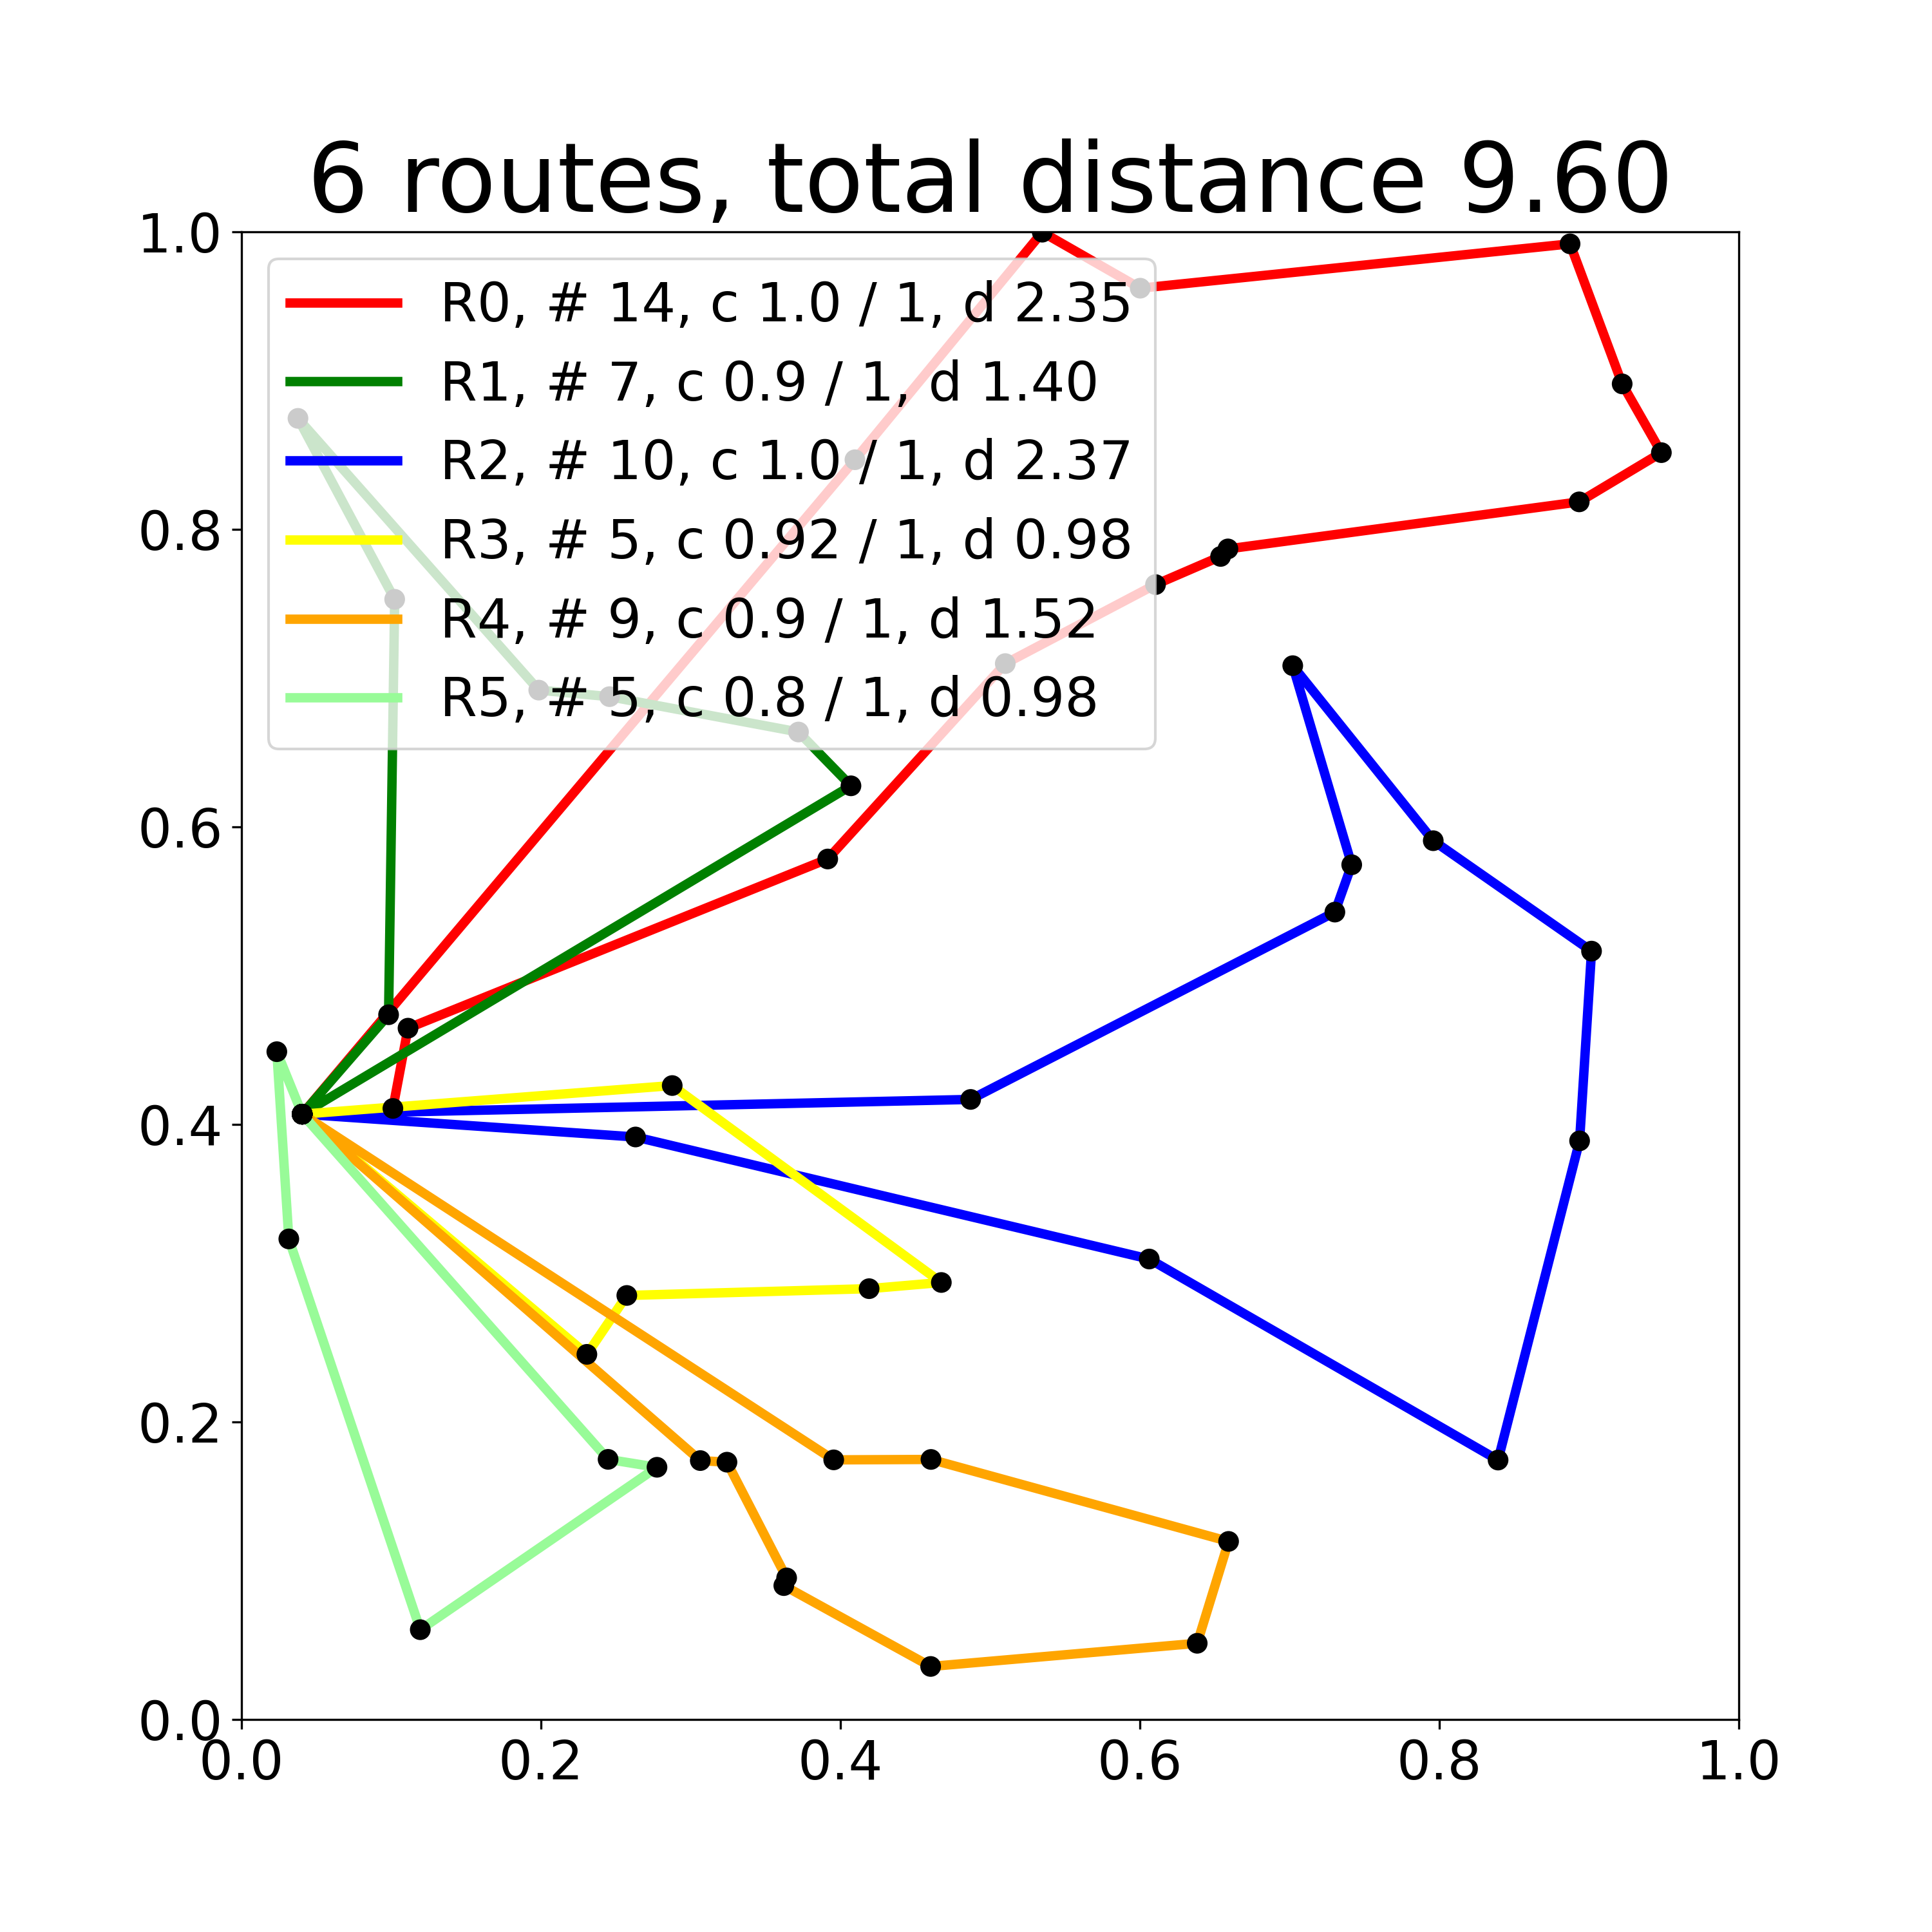 6 routes, total distance 9.60
1.0
R0, # 14, c 1.0 / 1, d 2.35
R1, # 7, c 0.9 / 1, d 1.40
R2, # 10, c 1.0 / 1, d 2.37
R3, # 5, c 0.92 / 1, d 0.98
R4, # 9, c 0.9 / 1, d 1.52
R5, # 5, c 0.8 / 1, d 0.98
0.8
0.6
0.4
0.2
0.0
0.0 0.2 0.4 0.6 0.8 1.0